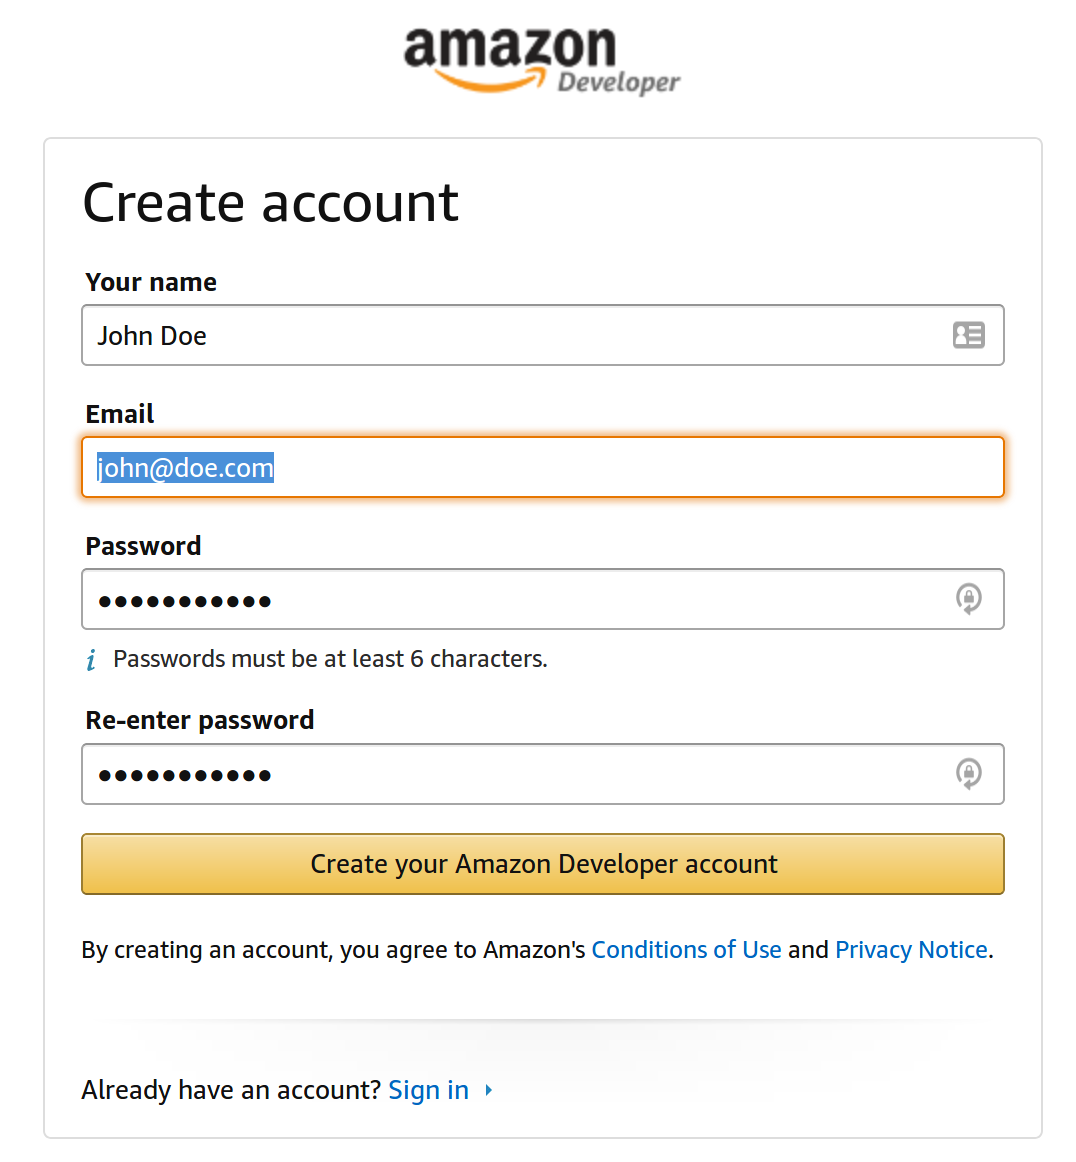 amazon
Developer
Create account
Your name
John Doe
Email
john@doe.com
Password
•••••••••••
i Passwords must be at least 6 characters.
Re-enter password
•••••••••••
Create your Amazon Developer account
By creating an account, you agree to Amazon's Conditions of Use and Privacy Notice.
Already have an account? Sign in